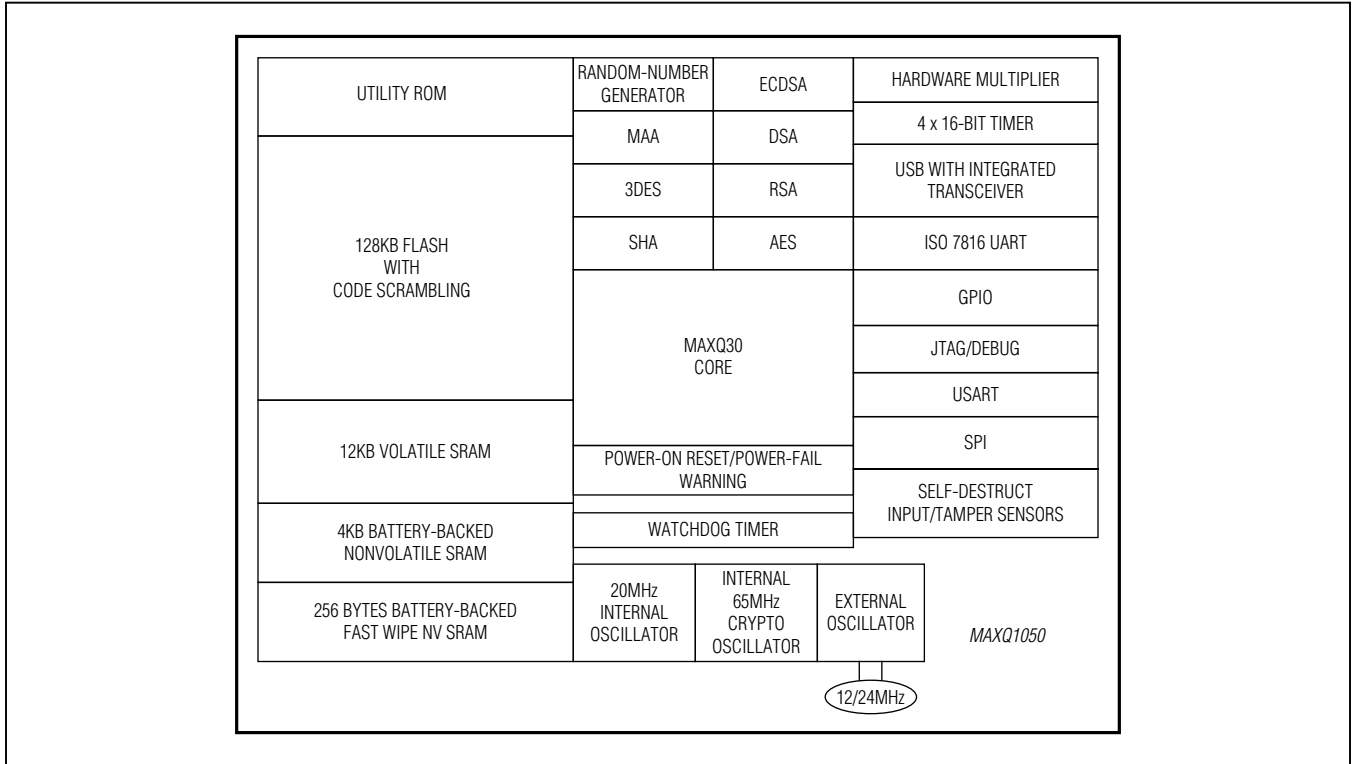 UTILITY ROM
128KB FLASH
WITH
CODE SCRAMBLING
12KB VOLATILE SRAM
4KB BATTERY-BACKED
NONVOLATILE SRAM
256 BYTES BATTERY-BACKED
FAST WIPE NV SRAM
RANDOM-NUMBER
GENERATOR
ECDSA
MAA
DSA
3DES
RSA
SHA
AES
MAXQ30
CORE
POWER-ON RESET/POWER-FAIL
WARNING
WATCHDOG TIMER
20MHz
INTERNAL
OSCILLATOR
INTERNAL
65MHz
CRYPTO
OSCILLATOR
EXTERNAL
OSCILLATOR
12/24MHz
HARDWARE MULTIPLIER
4 x 16-BIT TIMER
USB WITH INTEGRATED
TRANSCEIVER
ISO 7816 UART
GPIO
JTAG/DEBUG
USART
SPI
SELF-DESTRUCT
INPUT/TAMPER SENSORS
MAXQ1050